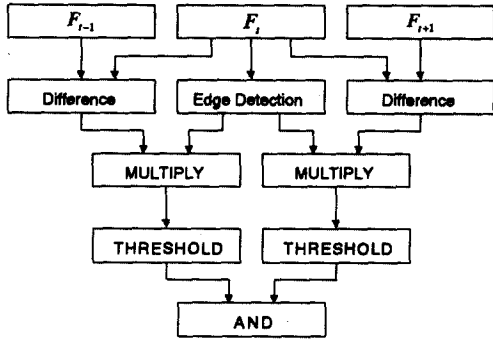 F_{t-1} F_t F_{t+1}
Difference Edge Detection Difference
MULTIPLY MULTIPLY
THRESHOLD THRESHOLD
AND